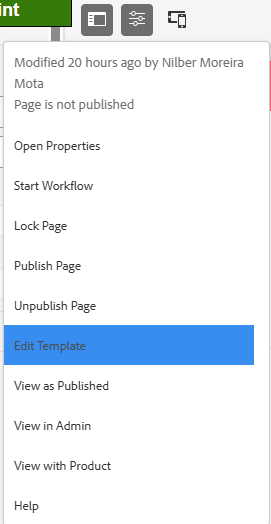 int
Modified 20 hours ago by Nilber Moreira
Mota
Page is not published
Open Properties
Start Workflow
Lock Page
Publish Page
Unpublish Page
Edit Template
View as Published
View in Admin
View with Product
Help